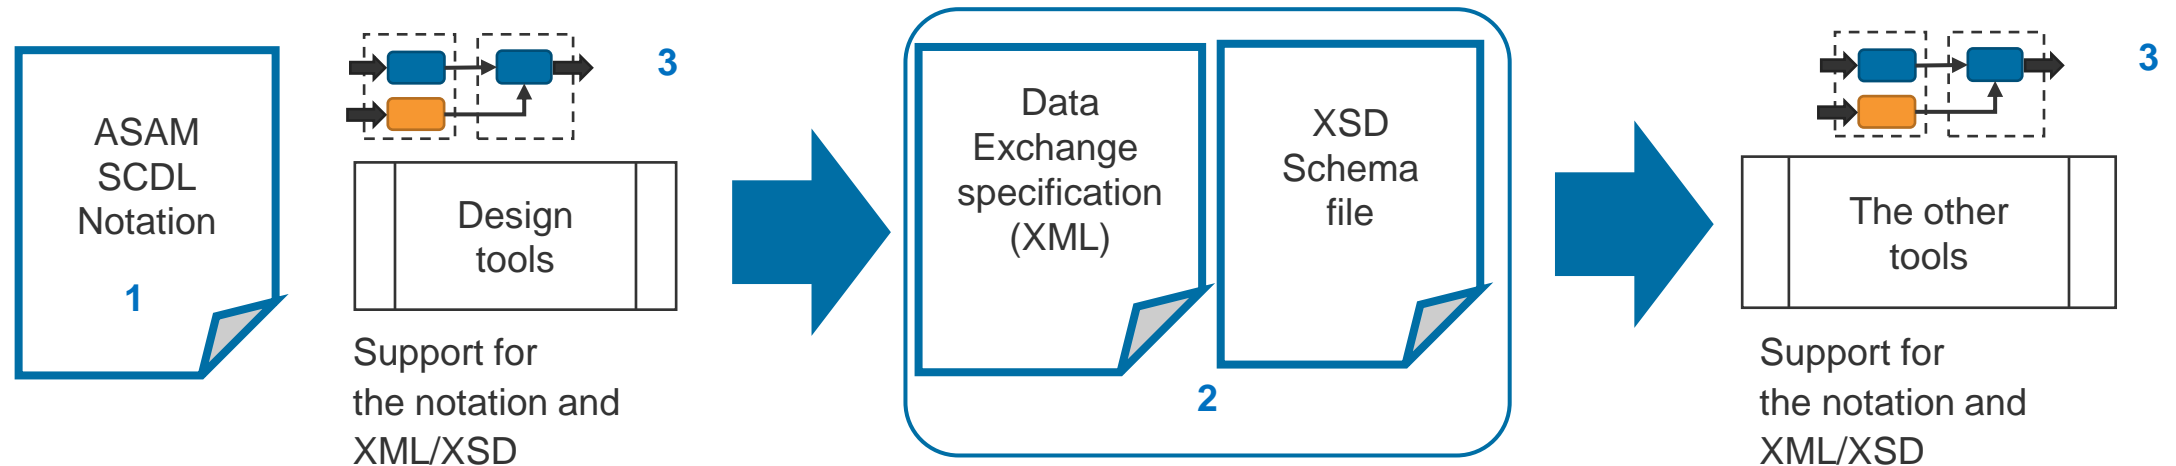 ASAM
SCDL
Notation
1
3
Design
tools
Support for
the notation and
XML/XSD
Data
Exchange
specification
(XML)
XSD
Schema
file
2
3
The other
tools
Support for
the notation and
XML/XSD